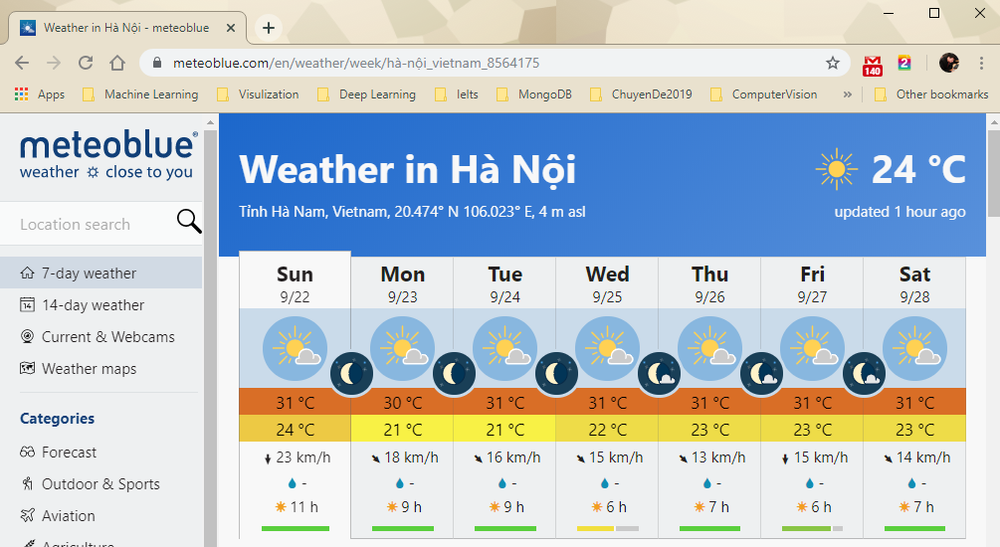 Weather in Hà Nội - meteoblue
meteoblue.com/en/weather/week/hà-nội_vietnam_8564175
140
2
Apps
Machine Learning
Visulization
Deep Learning
Ielts
MongoDB
ChuyenDe2019
ComputerVision
»
Other bookmarks
meteoblue®
weather close to you
Location search
7-day weather
14
14-day weather
Current & Webcams
Weather maps
Categories
Forecast
Outdoor & Sports
Aviation
Agriculture
Weather in Hà Nội
24 °C
Tỉnh Hà Nam, Vietnam, 20.474° N 106.023° E, 4 m asl
updated 1 hour ago
Sun Mon Tue Wed Thu Fri Sat
9/22 9/23 9/24 9/25 9/26 9/27 9/28
31 °C 30 °C 31 °C 31 °C 31 °C 31 °C 31 °C
24 °C 21 °C 21 °C 22 °C 23 °C 23 °C 23 °C
23 km/h 18 km/h 16 km/h 15 km/h 13 km/h 15 km/h 14 km/h
- - - - - - -
11 h 9 h 9 h 6 h 7 h 6 h 7 h